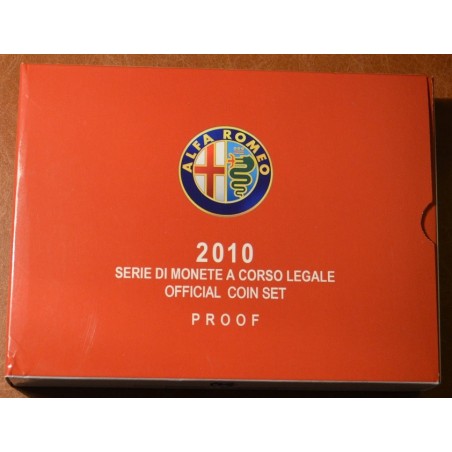 ALFA ROMEO
2010
SERIE DI MONETE A CORSO LEGALE
OFFICIAL COIN SET
PROOF